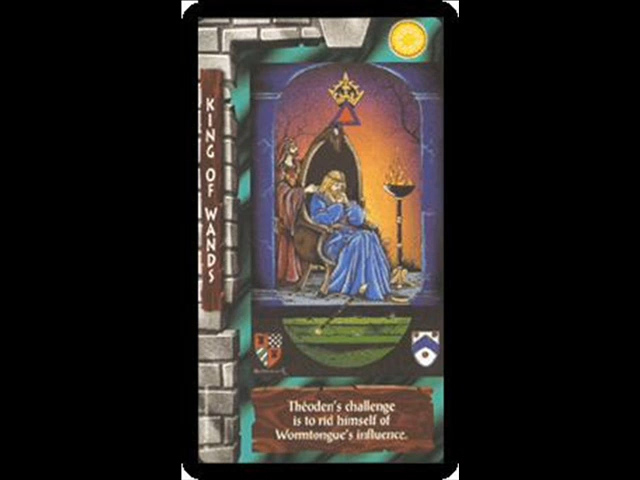 KING OF WANDS
Théoden's challenge
is to rid himself of
Wormtongue's influence.